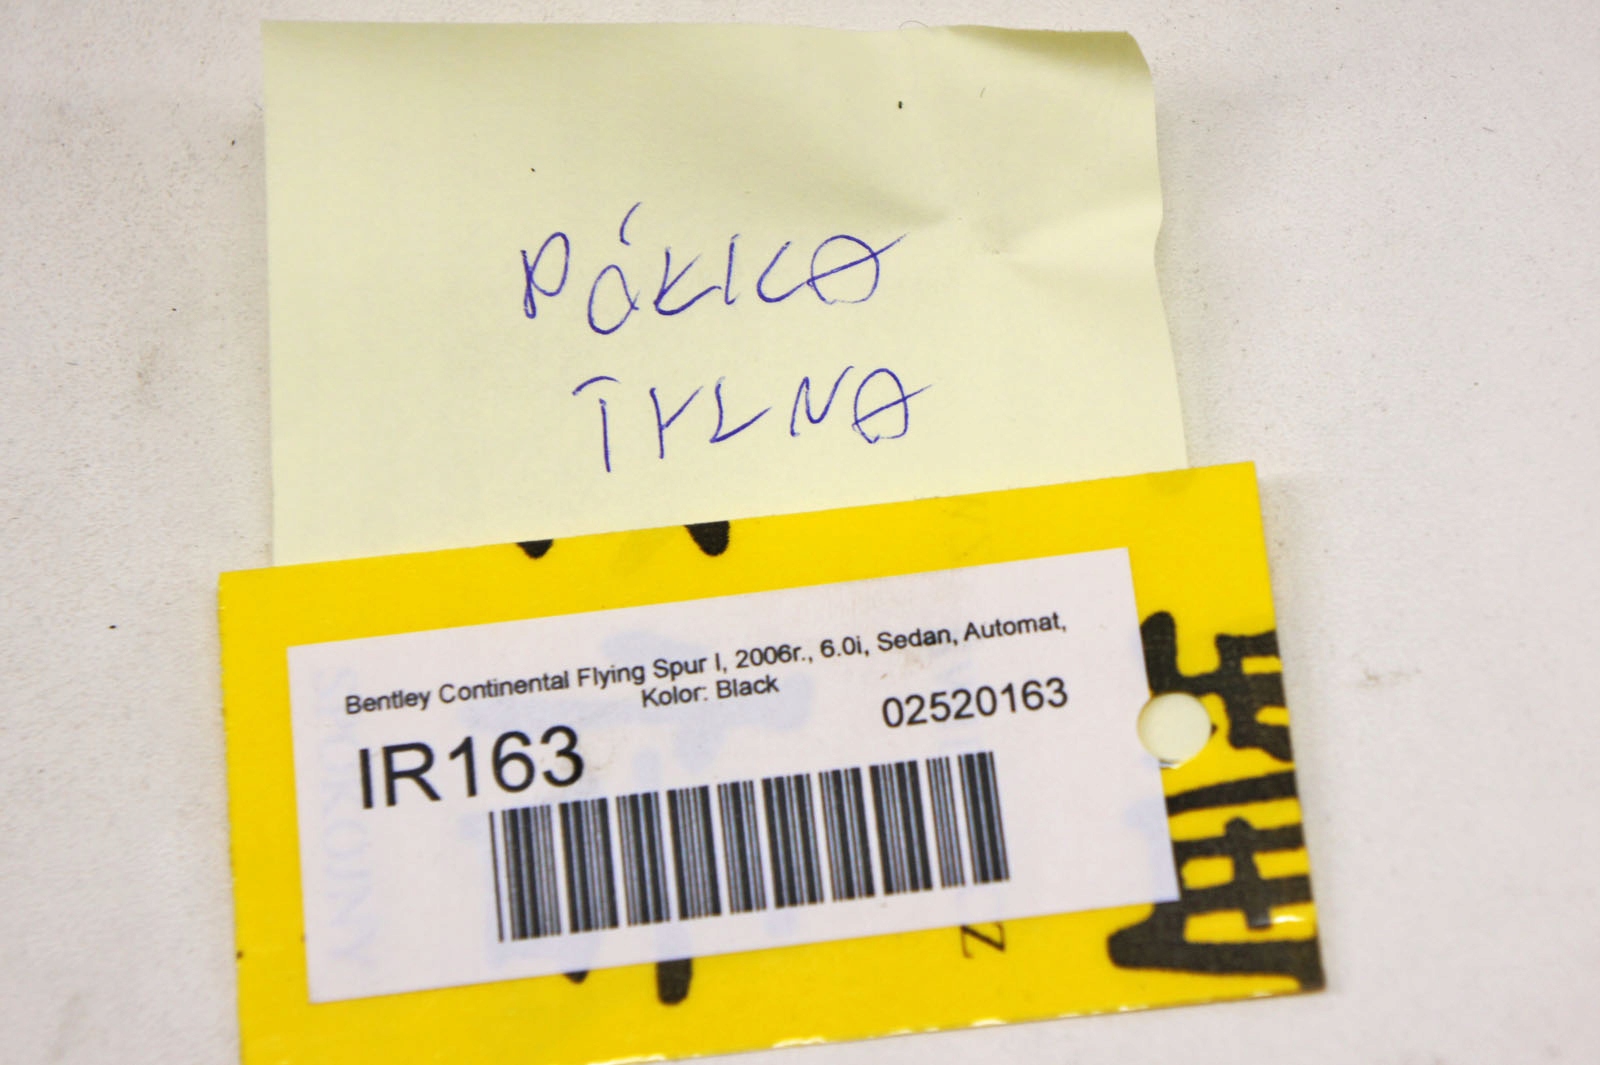 PÓŁKA
TYLNA
Bentley Continental Flying Spur I, 2006r., 6.0i, Sedan, Automat,
Kolor: Black
IR163
02520163
Z